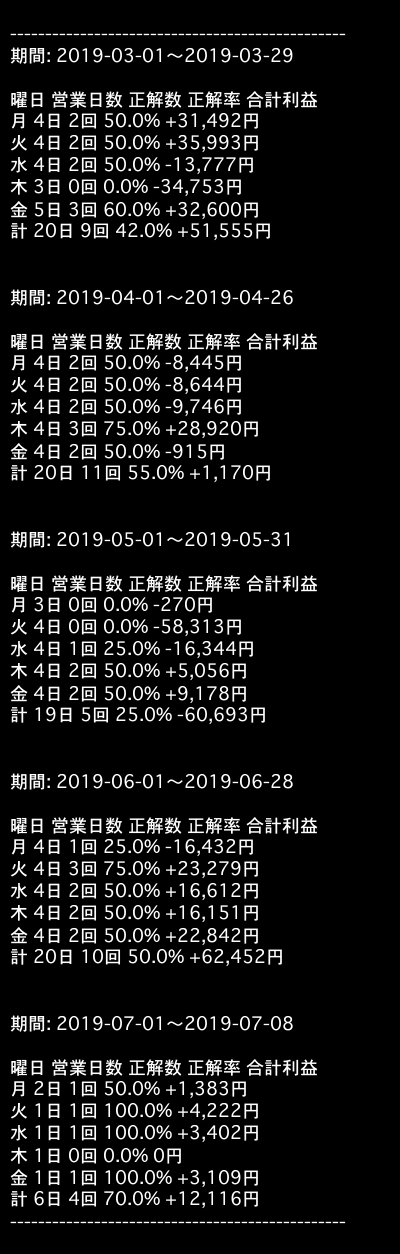 ------------------------------------------------
期間: 2019-03-01〜2019-03-29
曜日 営業日数 正解数 正解率 合計利益
月 4日 2回 50.0% +31,492円
火 4日 2回 50.0% +35,993円
水 4日 2回 50.0% -13,777円
木 3日 0回 0.0% -34,753円
金 5日 3回 60.0% +32,600円
計 20日 9回 42.0% +51,555円
期間: 2019-04-01〜2019-04-26
曜日 営業日数 正解数 正解率 合計利益
月 4日 2回 50.0% -8,445円
火 4日 2回 50.0% -8,644円
水 4日 2回 50.0% -9,746円
木 4日 3回 75.0% +28,920円
金 4日 2回 50.0% -915円
計 20日 11回 55.0% +1,170円
期間: 2019-05-01〜2019-05-31
曜日 営業日数 正解数 正解率 合計利益
月 3日 0回 0.0% -270円
火 4日 0回 0.0% -58,313円
水 4日 1回 25.0% -16,344円
木 4日 2回 50.0% +5,056円
金 4日 2回 50.0% +9,178円
計 19日 5回 25.0% -60,693円
期間: 2019-06-01〜2019-06-28
曜日 営業日数 正解数 正解率 合計利益
月 4日 1回 25.0% -16,432円
火 4日 3回 75.0% +23,279円
水 4日 2回 50.0% +16,612円
木 4日 2回 50.0% +16,151円
金 4日 2回 50.0% +22,842円
計 20日 10回 50.0% +62,452円
期間: 2019-07-01〜2019-07-08
曜日 営業日数 正解数 正解率 合計利益
月 2日 1回 50.0% +1,383円
火 1日 1回 100.0% +4,222円
水 1日 1回 100.0% +3,402円
木 1日 0回 0.0% 0円
金 1日 1回 100.0% +3,109円
計 6日 4回 70.0% +12,116円
------------------------------------------------